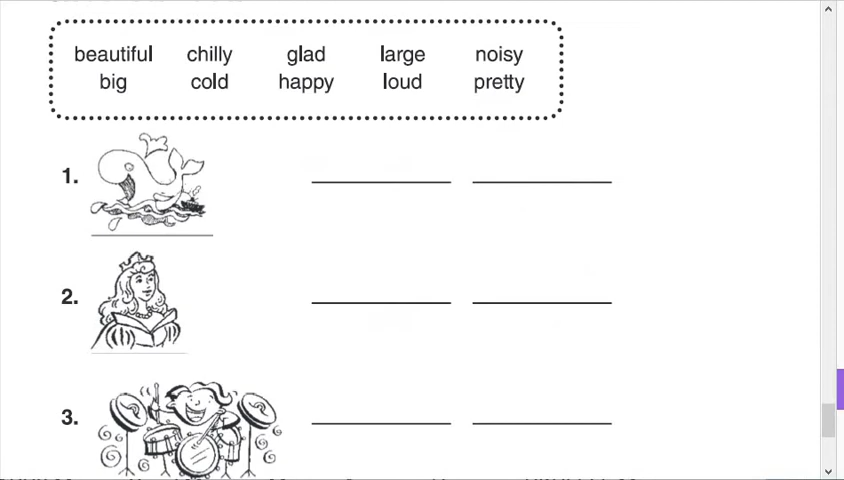 beautiful chilly glad large noisy
big cold happy loud pretty
1.
2.
3.